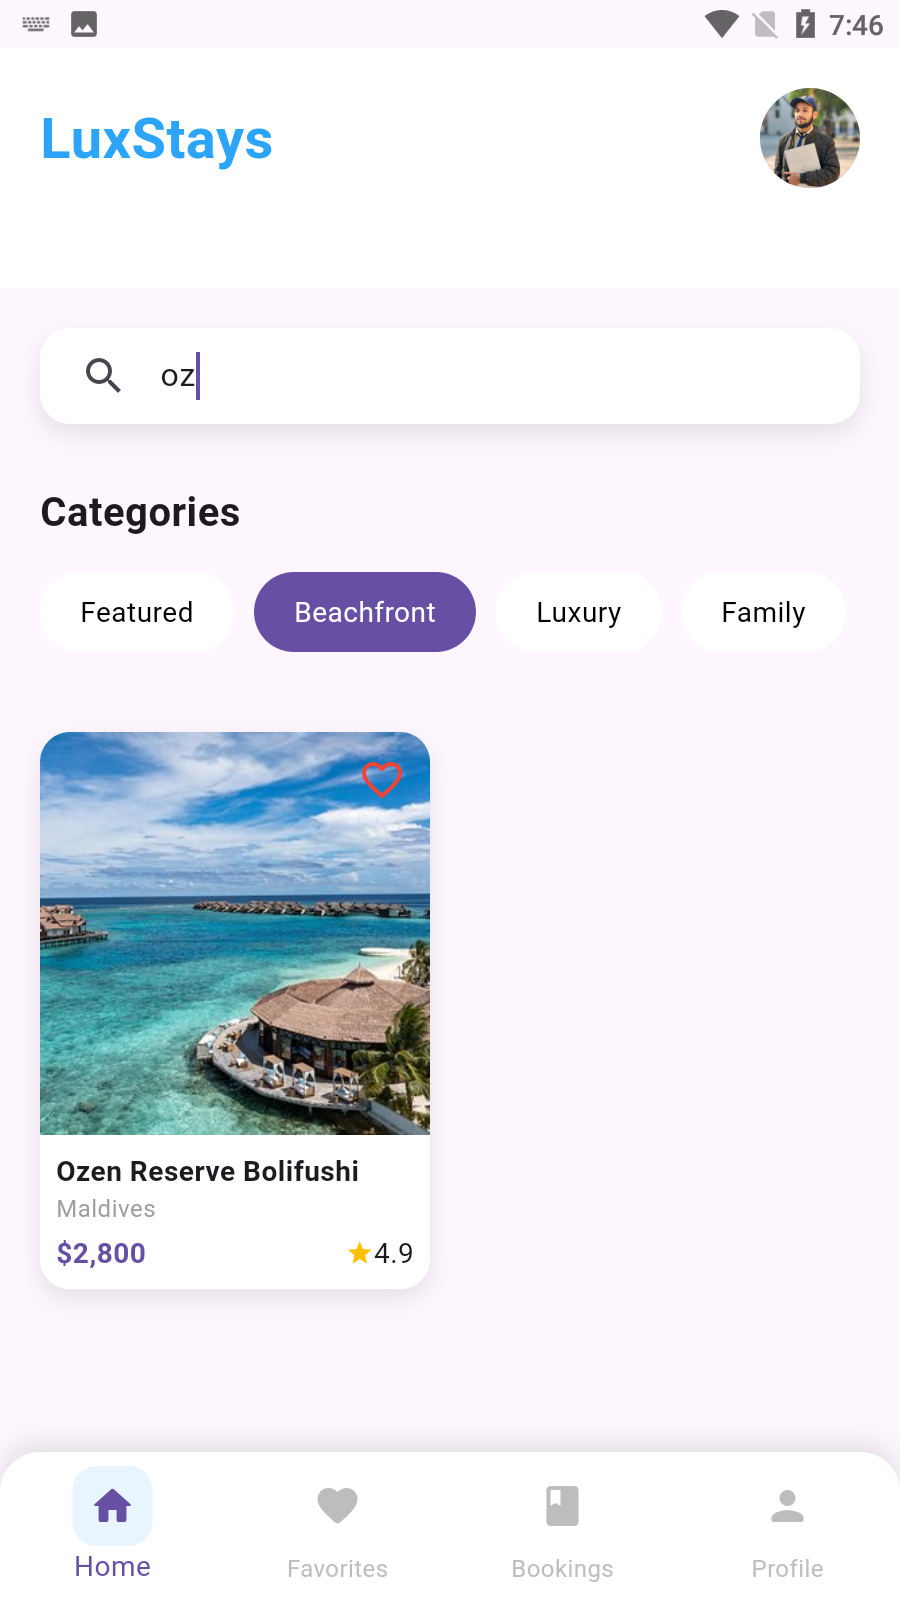 7:46
LuxStays
oz
Categories
Featured Beachfront Luxury Family
Ozen Reserve Bolifushi
Maldives
$2,800 4.9
Home Favorites Bookings Profile